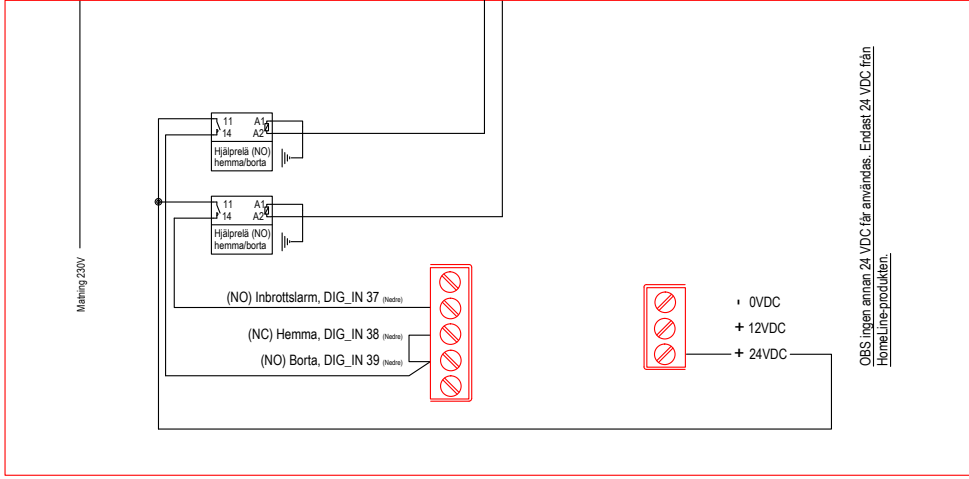 11 A1
14 A2
Hjälprelä (NO)
hemma/borta
11 A1
14 A2
Hjälprelä (NO)
hemma/borta
Matning 230V
(NO) Inbrottslarm, DIG_IN 37 (Nedre)
(NC) Hemma, DIG_IN 38 (Nedre)
(NO) Borta, DIG_IN 39 (Nedre)
- 0VDC
+ 12VDC
+ 24VDC
OBS ingen annan 24 VDC får användas. Endast 24 VDC från
HomeLine-produkten.